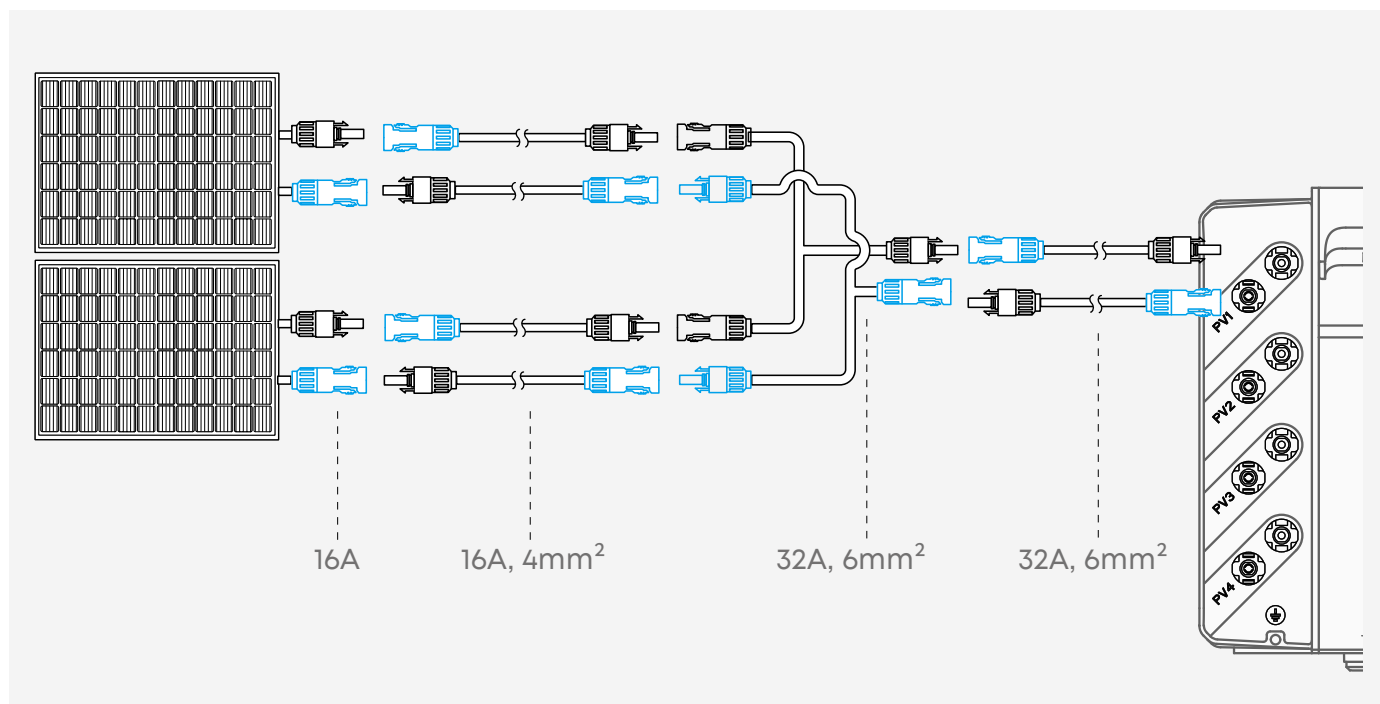 PV1
PV2
PV3
PV4
16A
16A, 4mm²
32A, 6mm²
32A, 6mm²